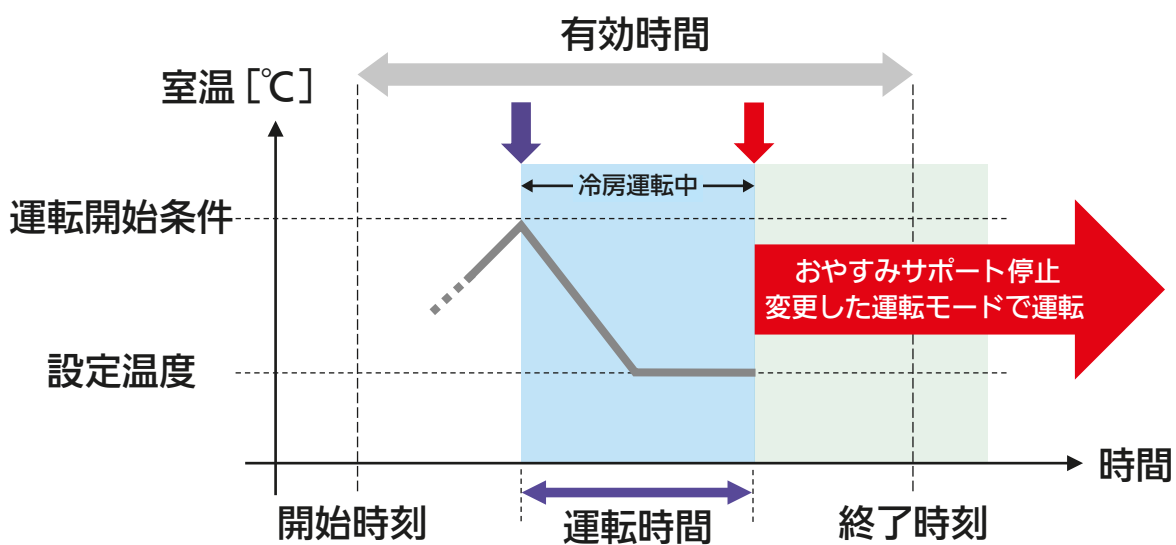 有効時間
室温［℃］
冷房運転中
運転開始条件
おやすみサポート停止
変更した運転モードで運転
設定温度
時間
開始時刻
運転時間
終了時刻